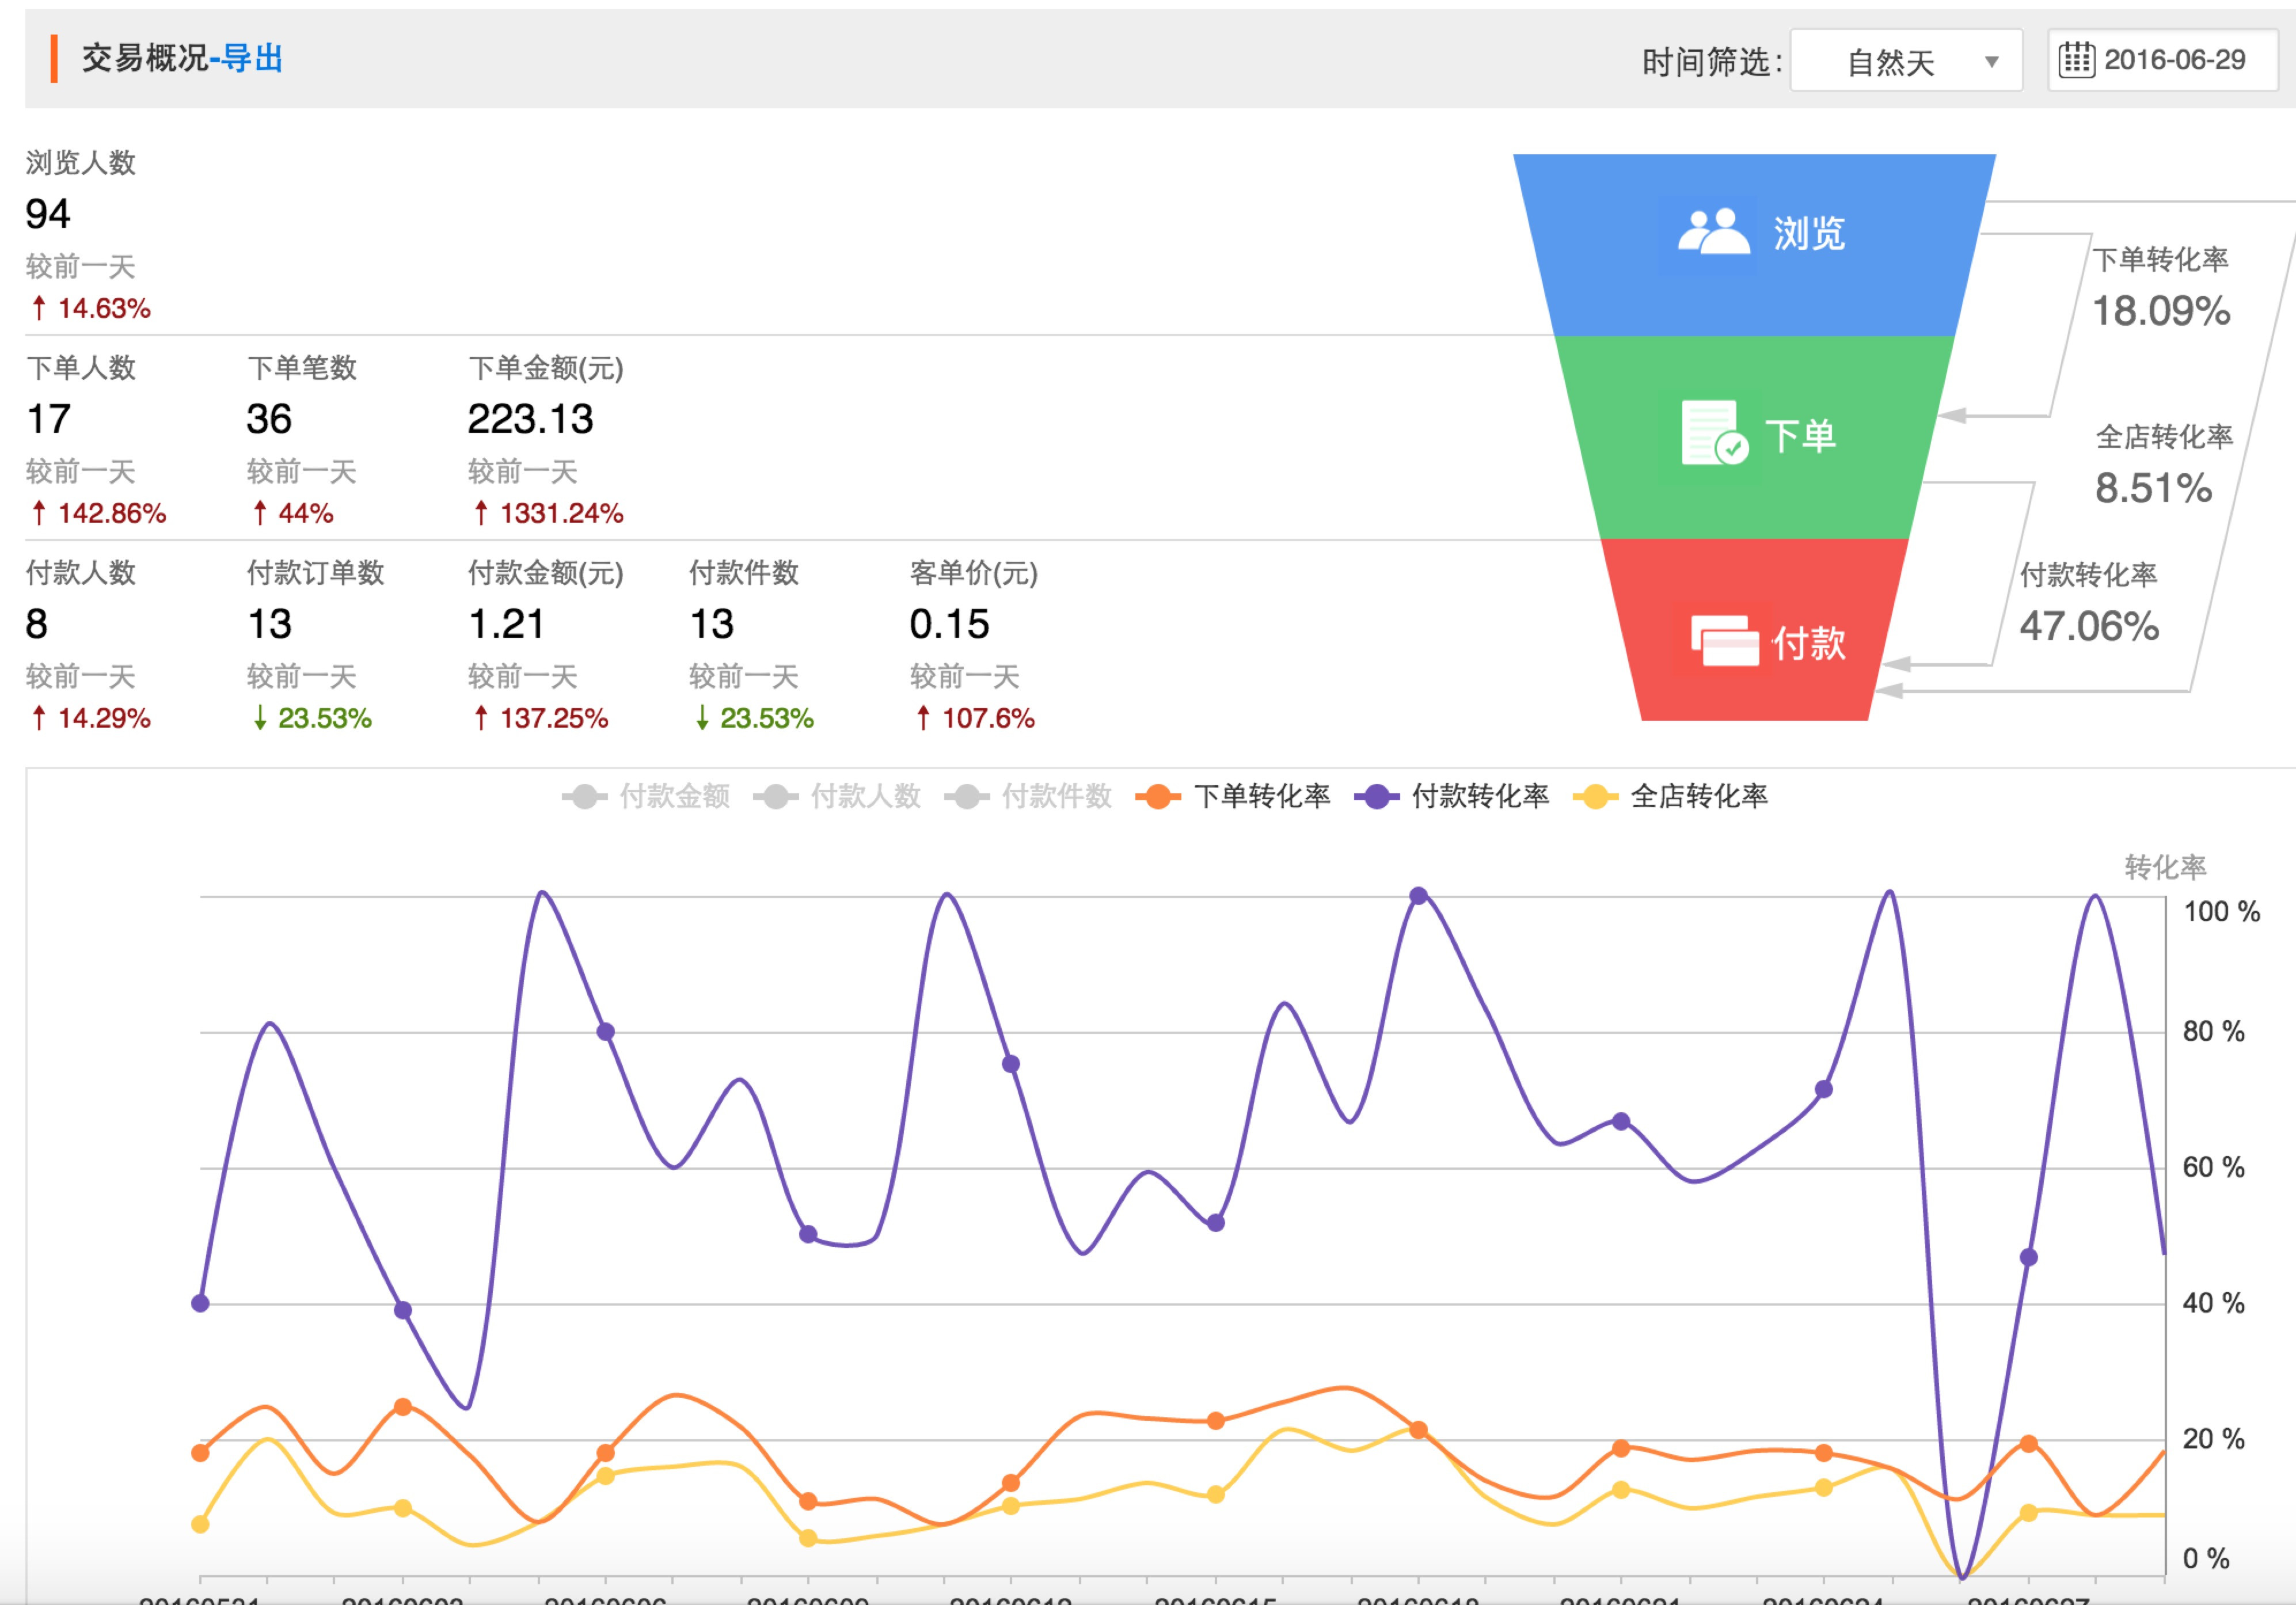 交易概况-导出
时间筛选: 自然天 2016-06-29
浏览人数
94
较前一天
↑ 14.63%
下单人数 下单笔数 下单金额(元)
17 36 223.13
较前一天 较前一天 较前一天
↑ 142.86% ↑ 44% ↑ 1331.24%
付款人数 付款订单数 付款金额(元) 付款件数 客单价(元)
8 13 1.21 13 0.15
较前一天 较前一天 较前一天 较前一天 较前一天
↑ 14.29% ↓ 23.53% ↑ 137.25% ↓ 23.53% ↑ 107.6%
浏览
下单
付款
下单转化率
18.09%
全店转化率
8.51%
付款转化率
47.06%
付款金额 付款人数 付款件数 下单转化率 付款转化率 全店转化率
转化率
100 %
80 %
60 %
40 %
20 %
0 %